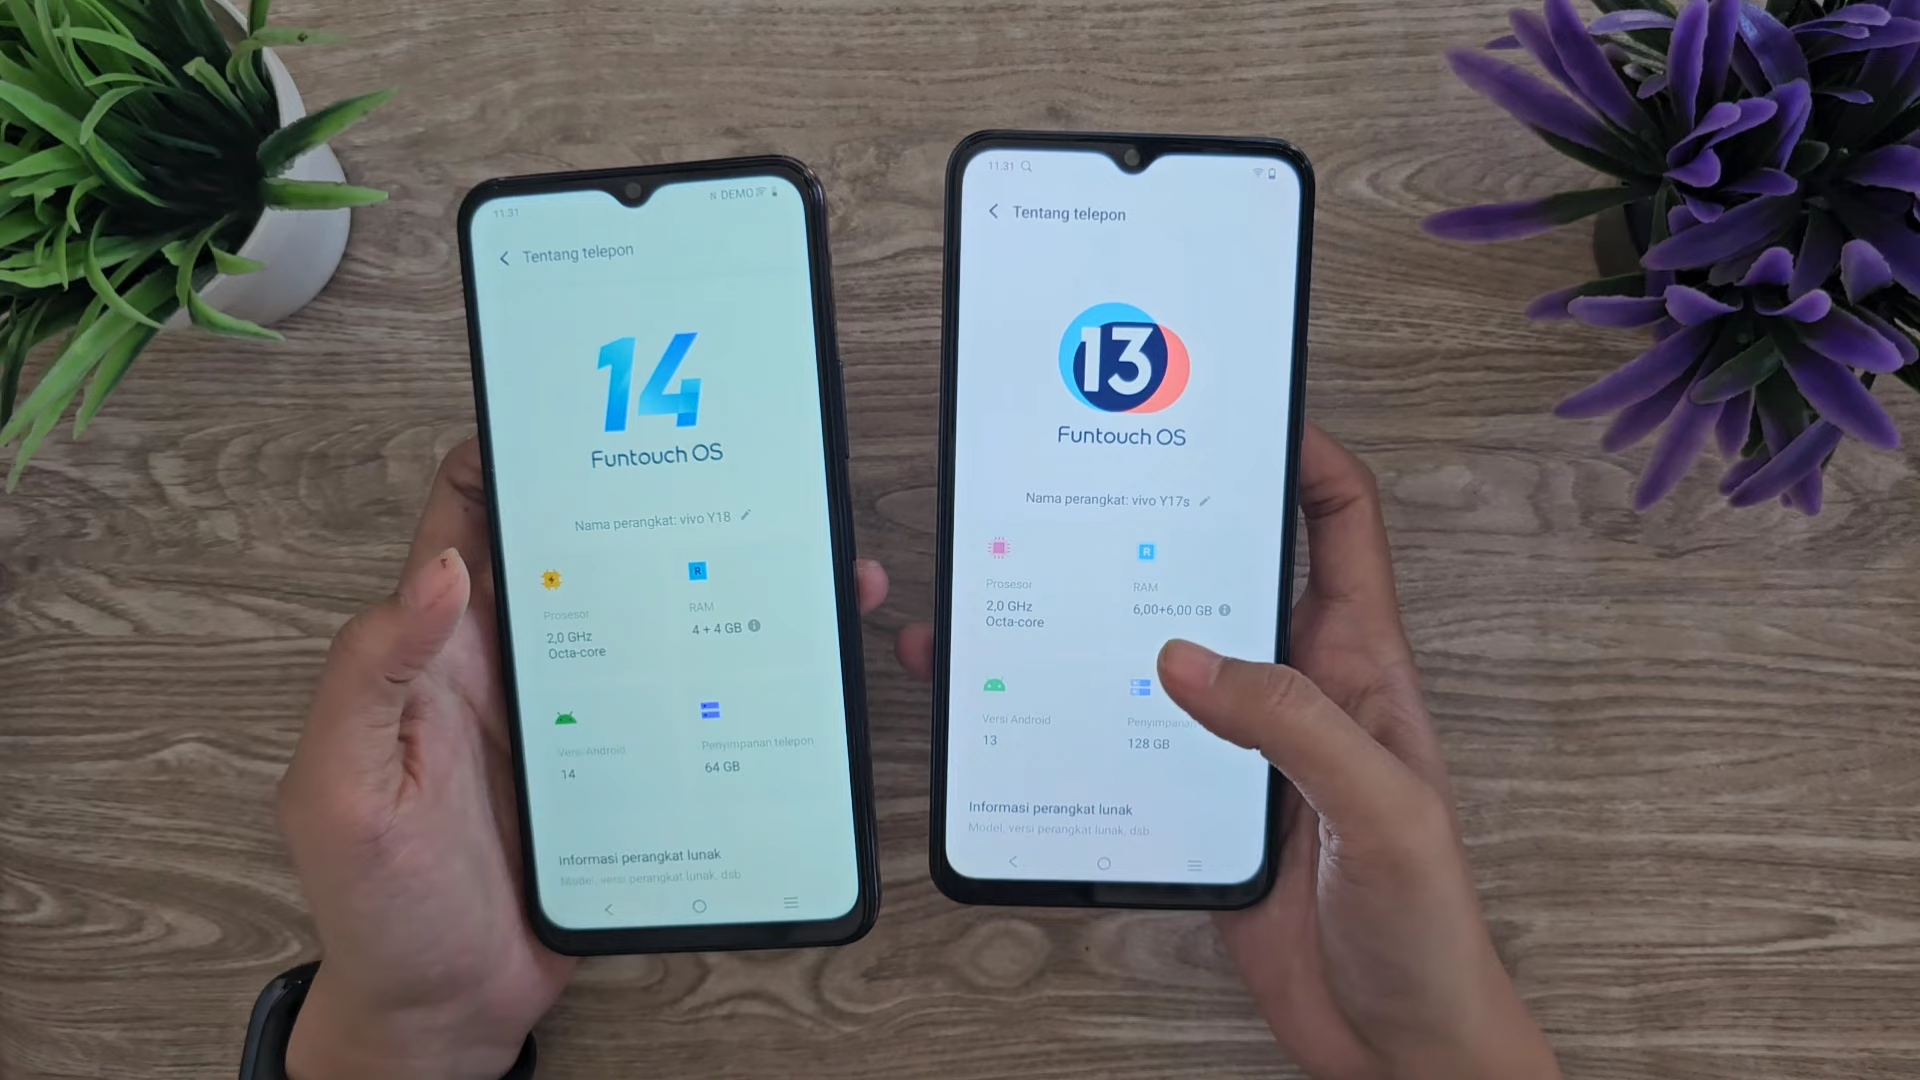 11.31
N DEMO
Tentang telepon
14
Funtouch OS
Nama perangkat: vivo Y18
R
Prosesor
2,0 GHz
Octa-core
RAM
4 + 4 GB
Versi Android
14
Penyimpanan telepon
64 GB
Informasi perangkat lunak
Model, versi perangkat lunak, dsb
11.31
Tentang telepon
13
Funtouch OS
Nama perangkat: vivo Y17s
R
Prosesor
2,0 GHz
Octa-core
RAM
6,00+6,00 GB
Versi Android
13
Penyimpanan
128 GB
Informasi perangkat lunak
Model, versi perangkat lunak, dsb